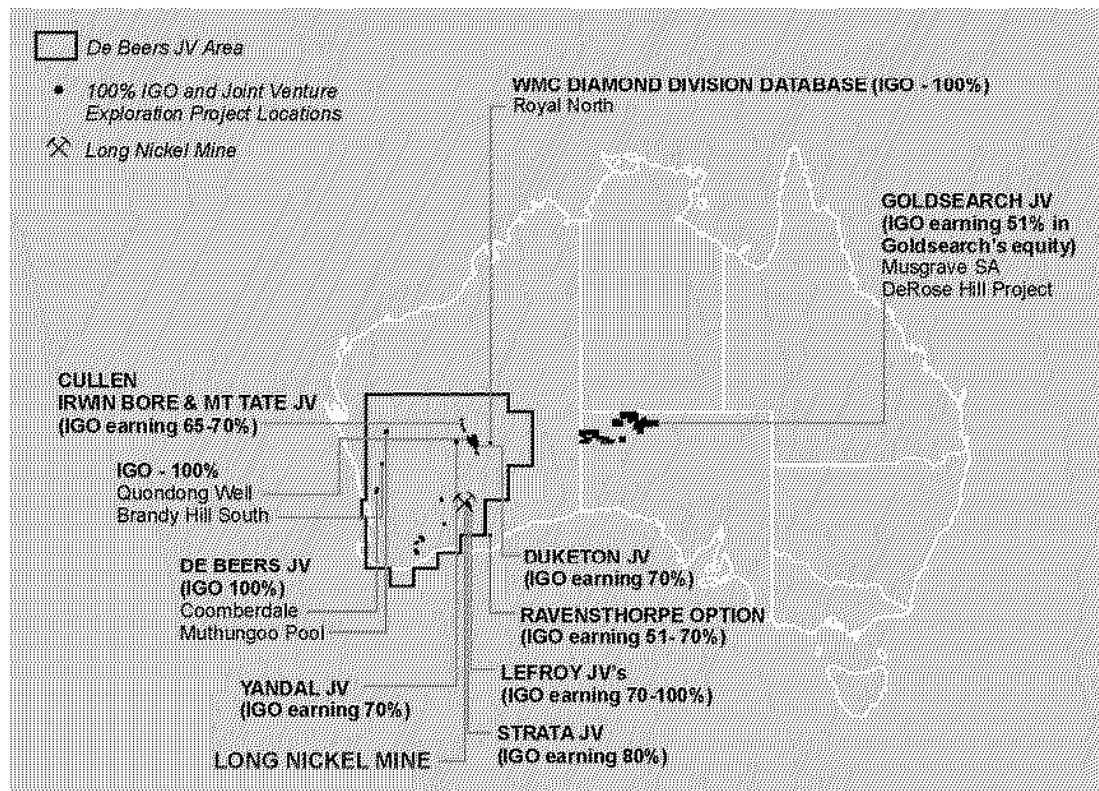 De Beers JV Area
100% IGO and Joint Venture
Exploration Project Locations
Long Nickel Mine
WMC DIAMOND DIVISION DATABASE (IGO - 100%)
Royal North
GOLDSEARCH JV
(IGO earning 51% in
Goldsearch's equity)
Musgrave SA
DeRose Hill Project
CULLEN
IRWIN BORE & MT TATE JV
(IGO earning 65-70%)
IGO - 100%
Quondong Well
Brandy Hill South
DE BEERS JV
(IGO 100%)
Coomberdale
Muthungoo Pool
YANDAL JV
(IGO earning 70%)
LONG NICKEL MINE
DUKETON JV
(IGO earning 70%)
RAVENSTHORPE OPTION
(IGO earning 51- 70%)
LEFROY JV's
(IGO earning 70-100%)
STRATA JV
(IGO earning 80%)